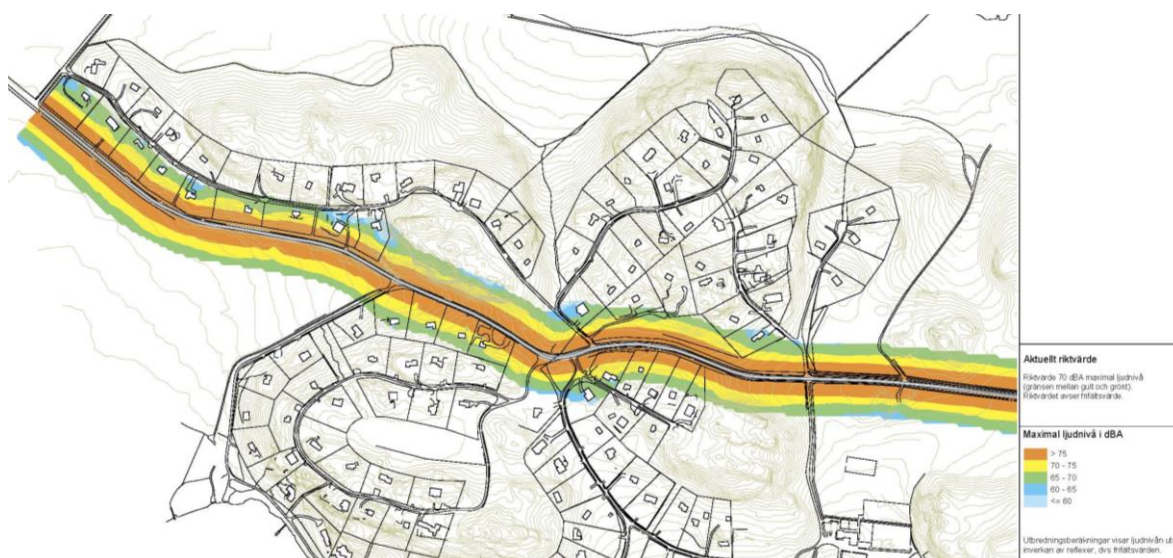 Aktuellt riktvärde
Riktvärde 70 dBA maximal ljudnivå
(gränsen mellan gult och grönt).
Riktvärdet avser frifältsvärde.
Maximal ljudnivå i dBA
> 75
70 - 75
65 - 70
60 - 65
<= 60
Utbredningsberäkningar visar ljudnivån
inverkan av reflexer, dvs frifältsvärden